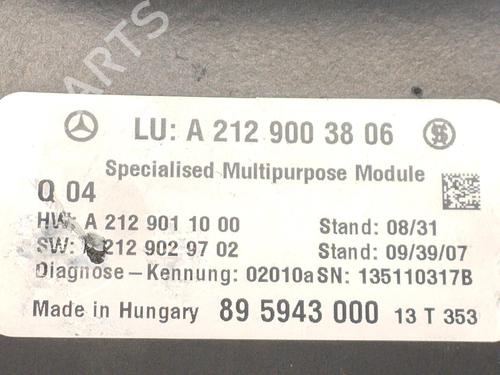 PARTS
LU: A 212 900 38 06
Specialised Multipurpose Module
Q 04
HW: A 212 901 10 00 Stand: 08/31
SW: 212 902 97 02 Stand: 09/39/07
Diagnose – Kennung: 02010a SN: 135110317B
Made in Hungary 89 5943 000 13 T 353